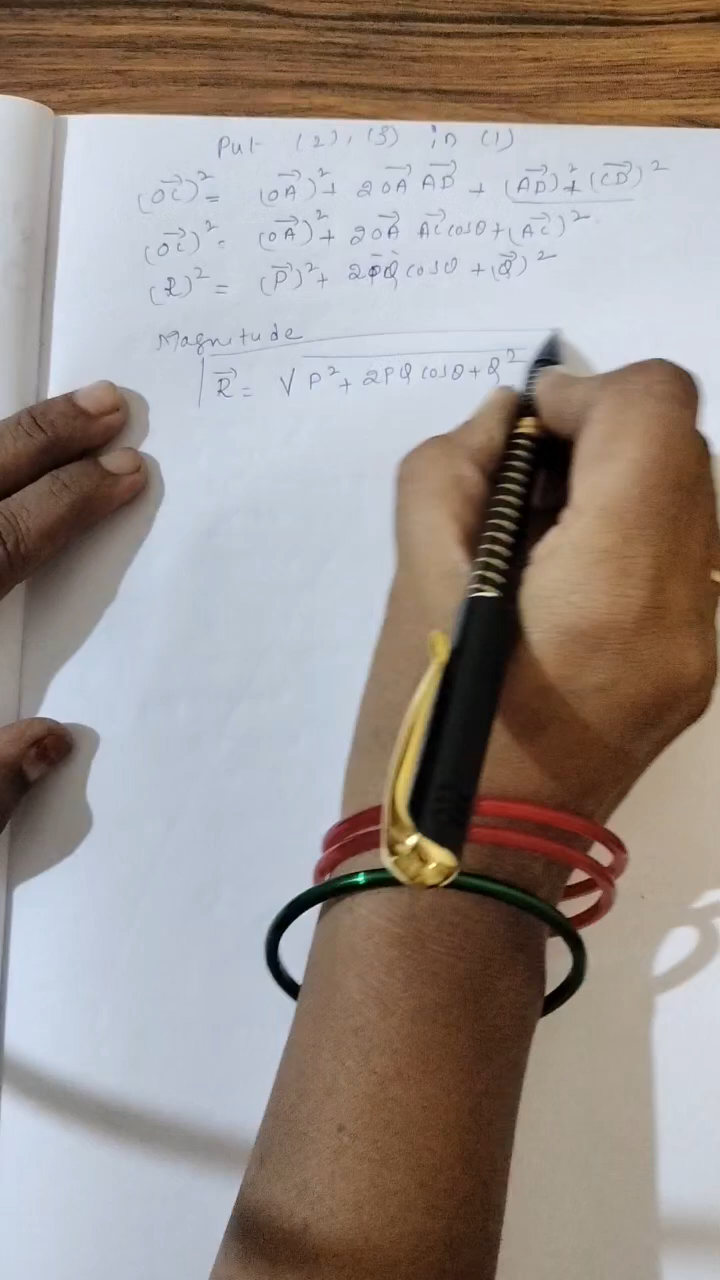 Put (2), (3) in (1)
(OC⃗)² = (OA⃗)² + 2OA⃗ AD⃗ + (AD⃗)² + (CD⃗)²
(OC⃗)² = (OA⃗)² + 2OA⃗ AC⃗ cosθ + (AC⃗)²
(R)² = (P⃗)² + 2P⃗Q⃗ cosθ + (Q⃗)²
Magnitude
R⃗ = √P² + 2PQ cosθ + Q²